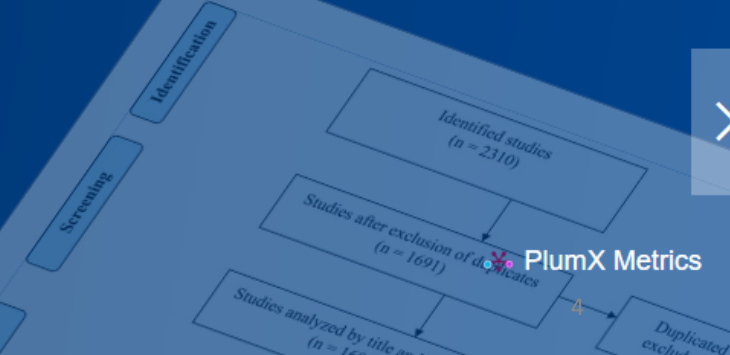 Identification
Identified studies
(n = 2310)
Screening
Studies after exclusion of duplicates
(n = 1691)
PlumX Metrics
4
Studies analyzed by title
Duplicated